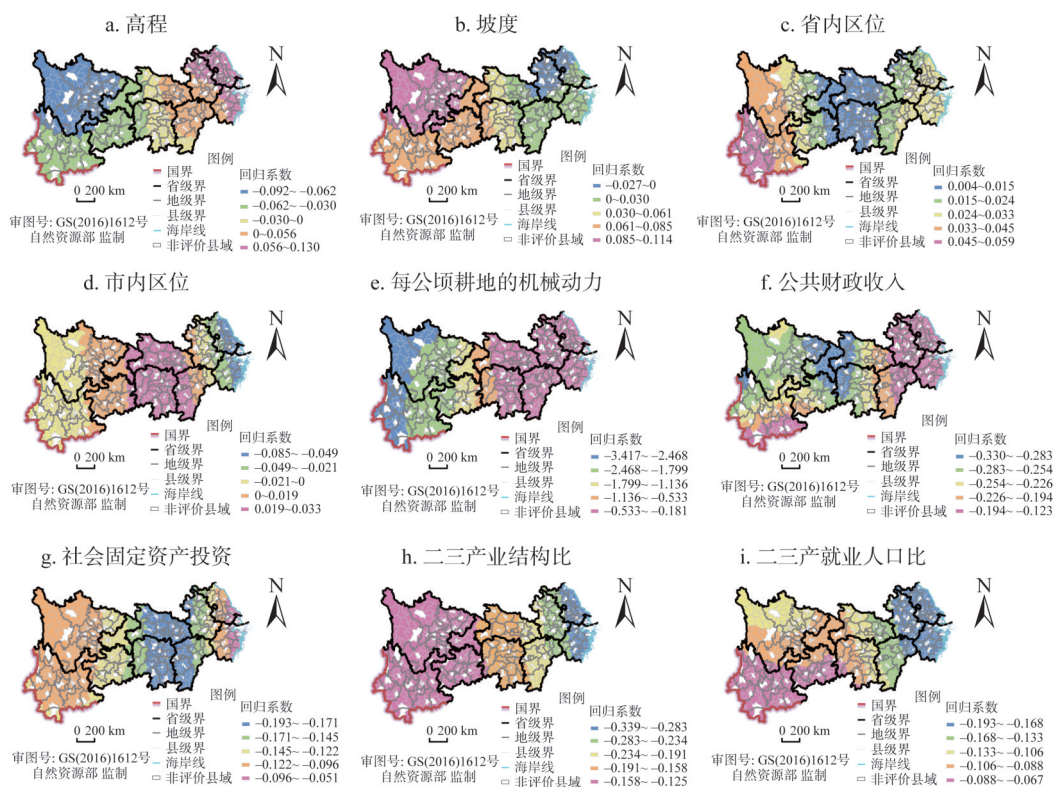 a. 高程
b. 坡度
c. 省内区位
N
图例
国界
省级界
地级界
县级界
海岸线
非评价县域
回归系数
−0.092~ −0.062
−0.062~ −0.030
−0.030~0
0~0.056
0.056~0.130
0 200 km
审图号: GS(2016)1612号
自然资源部 监制
N
图例
国界
省级界
地级界
县级界
海岸线
非评价县域
回归系数
−0.027~0
0~0.030
0.030~0.061
0.061~0.085
0.085~0.114
0 200 km
审图号: GS(2016)1612号
自然资源部 监制
N
图例
国界
省级界
地级界
县级界
海岸线
非评价县域
回归系数
0.004~0.015
0.015~0.024
0.024~0.033
0.033~0.045
0.045~0.059
0 200 km
审图号: GS(2016)1612号
自然资源部 监制
d. 市内区位
e. 每公顷耕地的机械动力
f. 公共财政收入
N
图例
国界
省级界
地级界
县级界
海岸线
非评价县域
回归系数
−0.085~ −0.049
−0.049~ −0.021
−0.021~0
0~0.019
0.019~0.033
0 200 km
审图号: GS(2016)1612号
自然资源部 监制
N
图例
国界
省级界
地级界
县级界
海岸线
非评价县域
回归系数
−3.417~ −2.468
−2.468~ −1.799
−1.799~ −1.136
−1.136~ −0.533
−0.533~ −0.181
0 200 km
审图号: GS(2016)1612号
自然资源部 监制
N
图例
国界
省级界
地级界
县级界
海岸线
非评价县域
回归系数
−0.330~ −0.283
−0.283~ −0.254
−0.254~ −0.226
−0.226~ −0.194
−0.194~ −0.123
0 200 km
审图号: GS(2016)1612号
自然资源部 监制
g. 社会固定资产投资
h. 二三产业结构比
i. 二三产就业人口比
N
图例
国界
省级界
地级界
县级界
海岸线
非评价县域
回归系数
−0.193~ −0.171
−0.171~ −0.145
−0.145~ −0.122
−0.122~ −0.096
−0.096~ −0.051
0 200 km
审图号: GS(2016)1612号
自然资源部 监制
N
图例
国界
省级界
地级界
县级界
海岸线
非评价县域
回归系数
−0.339~ −0.283
−0.283~ −0.234
−0.234~ −0.191
−0.191~ −0.158
−0.158~ −0.125
0 200 km
审图号: GS(2016)1612号
自然资源部 监制
N
图例
国界
省级界
地级界
县级界
海岸线
非评价县域
回归系数
−0.193~ −0.168
−0.168~ −0.133
−0.133~ −0.106
−0.106~ −0.088
−0.088~ −0.067
0 200 km
审图号: GS(2016)1612号
自然资源部 监制